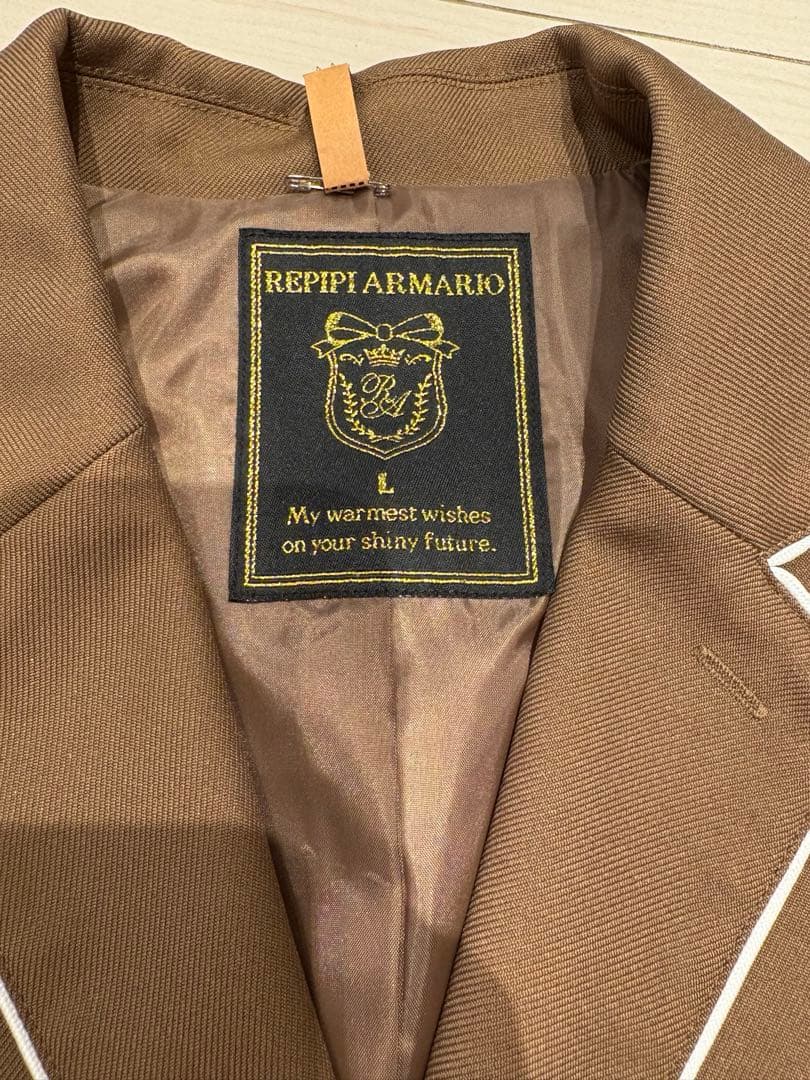 REPIPI ARMARIO
RA
L
My warmest wishes
on your shiny future.